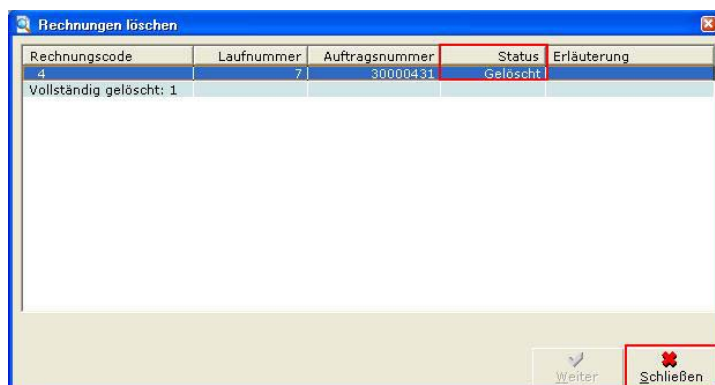 Rechnungen löschen
Rechnungscode Laufnummer Auftragsnummer Status Erläuterung
4 7 30000431 Gelöscht
Vollständig gelöscht: 1
Weiter Schließen